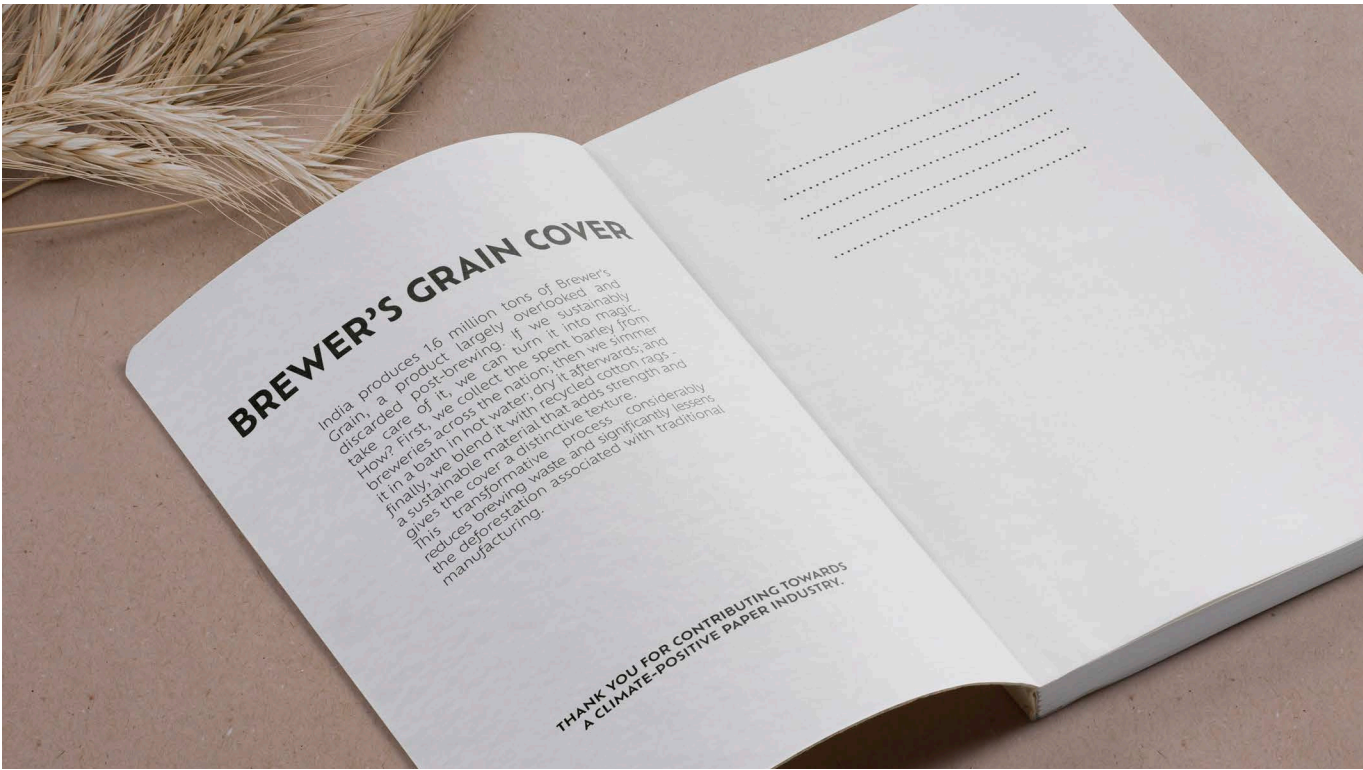 BREWER'S GRAIN COVER
India produces 1.6 million tons of Brewer's
Grain, a product largely overlooked and
discarded post-brewing. If we sustainably
take care of it, we can turn it into magic.
How? First, we collect the spent barley from
breweries across the nation; then we simmer
it in a bath in hot water; dry it afterwards; and
finally, we blend it with recycled cotton rags -
a sustainable material that adds strength and
gives the cover a distinctive texture.
This transformative process considerably
reduces brewing waste and significantly lessens
the deforestation associated with traditional
manufacturing.
THANK YOU FOR CONTRIBUTING TOWARDS
A CLIMATE-POSITIVE PAPER INDUSTRY.